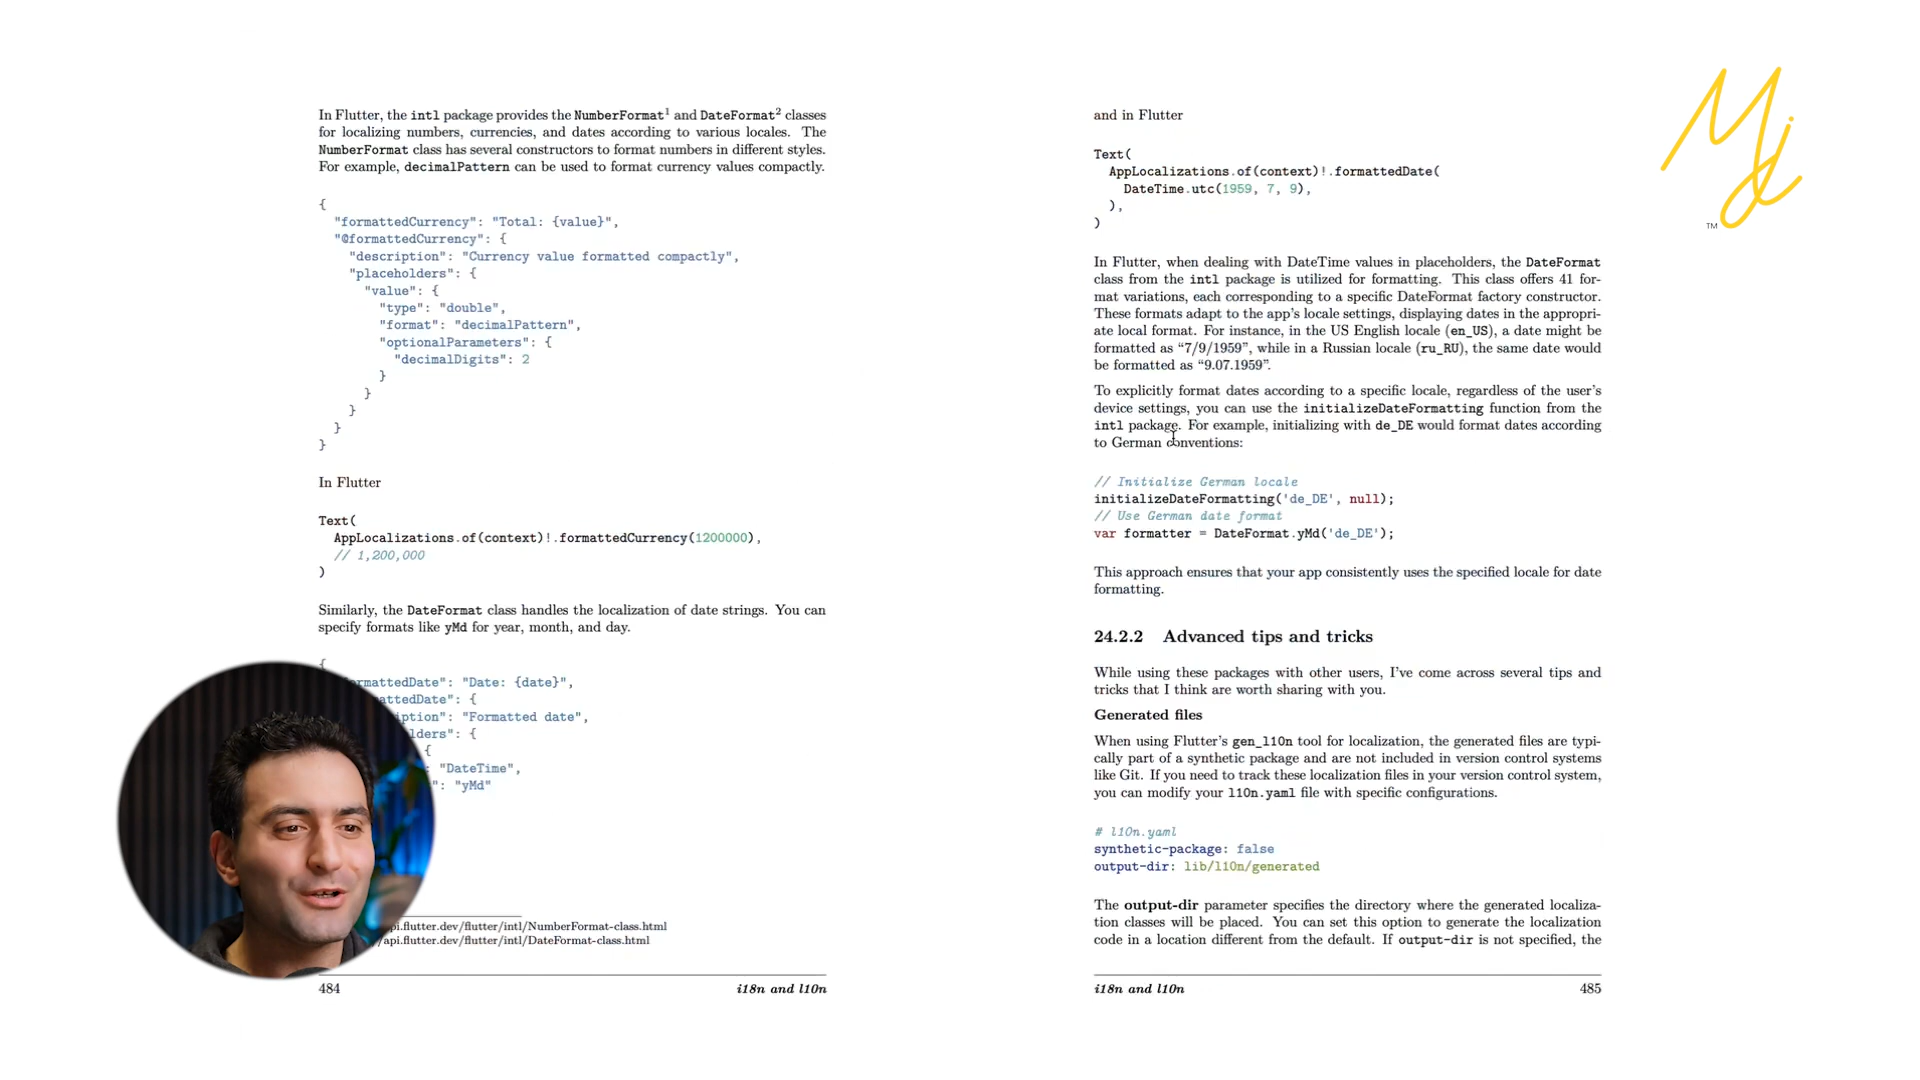 In Flutter, the intl package provides the NumberFormat1 and DateFormat2 classes
for localizing numbers, currencies, and dates according to various locales. The
NumberFormat class has several constructors to format numbers in different styles.
For example, decimalPattern can be used to format currency values compactly.
{
"formattedCurrency": "Total: {value}",
"@formattedCurrency": {
"description": "Currency value formatted compactly",
"placeholders": {
"value": {
"type": "double",
"format": "decimalPattern",
"optionalParameters": {
"decimalDigits": 2
}
}
}
}
}
In Flutter
Text(
AppLocalizations.of(context)!.formattedCurrency(1200000),
// 1,200,000
)
Similarly, the DateFormat class handles the localization of date strings. You can
specify formats like yMd for year, month, and day.
{
ormattedDate": "Date: {date}",
attedDate": {
iption": "Formatted date",
lders": {
{
"DateTime",
": "yMd"
pi.flutter.dev/flutter/intl/NumberFormat-class.html
/api.flutter.dev/flutter/intl/DateFormat-class.html
484 i18n and l10n
and in Flutter
Text(
AppLocalizations.of(context)!.formattedDate(
DateTime.utc(1959, 7, 9),
),
)
In Flutter, when dealing with DateTime values in placeholders, the DateFormat
class from the intl package is utilized for formatting. This class offers 41 for-
mat variations, each corresponding to a specific DateFormat factory constructor.
These formats adapt to the app's locale settings, displaying dates in the appropri-
ate local format. For instance, in the US English locale (en_US), a date might be
formatted as “7/9/1959”, while in a Russian locale (ru_RU), the same date would
be formatted as “9.07.1959”.
To explicitly format dates according to a specific locale, regardless of the user's
device settings, you can use the initializeDateFormatting function from the
intl package. For example, initializing with de_DE would format dates according
to German conventions:
// Initialize German locale
initializeDateFormatting('de_DE', null);
// Use German date format
var formatter = DateFormat.yMd('de_DE');
This approach ensures that your app consistently uses the specified locale for date
formatting.
24.2.2 Advanced tips and tricks
While using these packages with other users, I've come across several tips and
tricks that I think are worth sharing with you.
Generated files
When using Flutter's gen_l10n tool for localization, the generated files are typi-
cally part of a synthetic package and are not included in version control systems
like Git. If you need to track these localization files in your version control system,
you can modify your l10n.yaml file with specific configurations.
# l10n.yaml
synthetic-package: false
output-dir: lib/l10n/generated
The output-dir parameter specifies the directory where the generated localiza-
tion classes will be placed. You can set this option to generate the localization
code in a location different from the default. If output-dir is not specified, the
i18n and l10n 485
TM